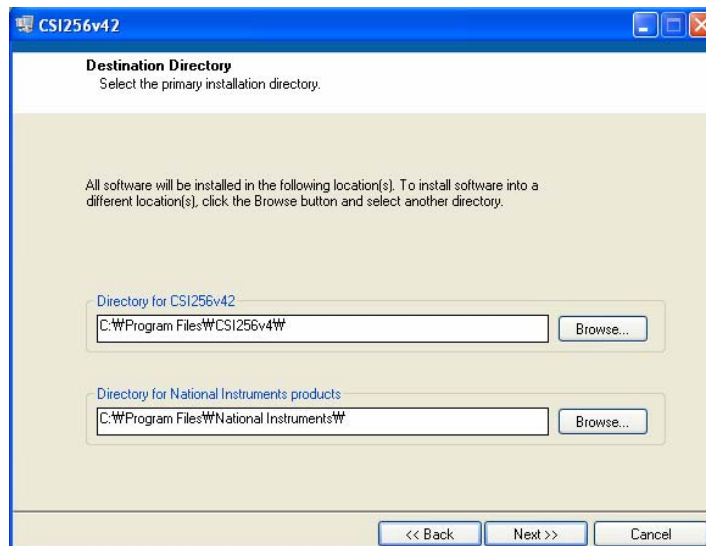 CSI256v42
Destination Directory
Select the primary installation directory.
All software will be installed in the following location(s). To install software into a
different location(s), click the Browse button and select another directory.
Directory for CSI256v42
C:₩Program Files₩CSI256v4₩
Browse...
Directory for National Instruments products
C:₩Program Files₩National Instruments₩
Browse...
<< Back
Next >>
Cancel